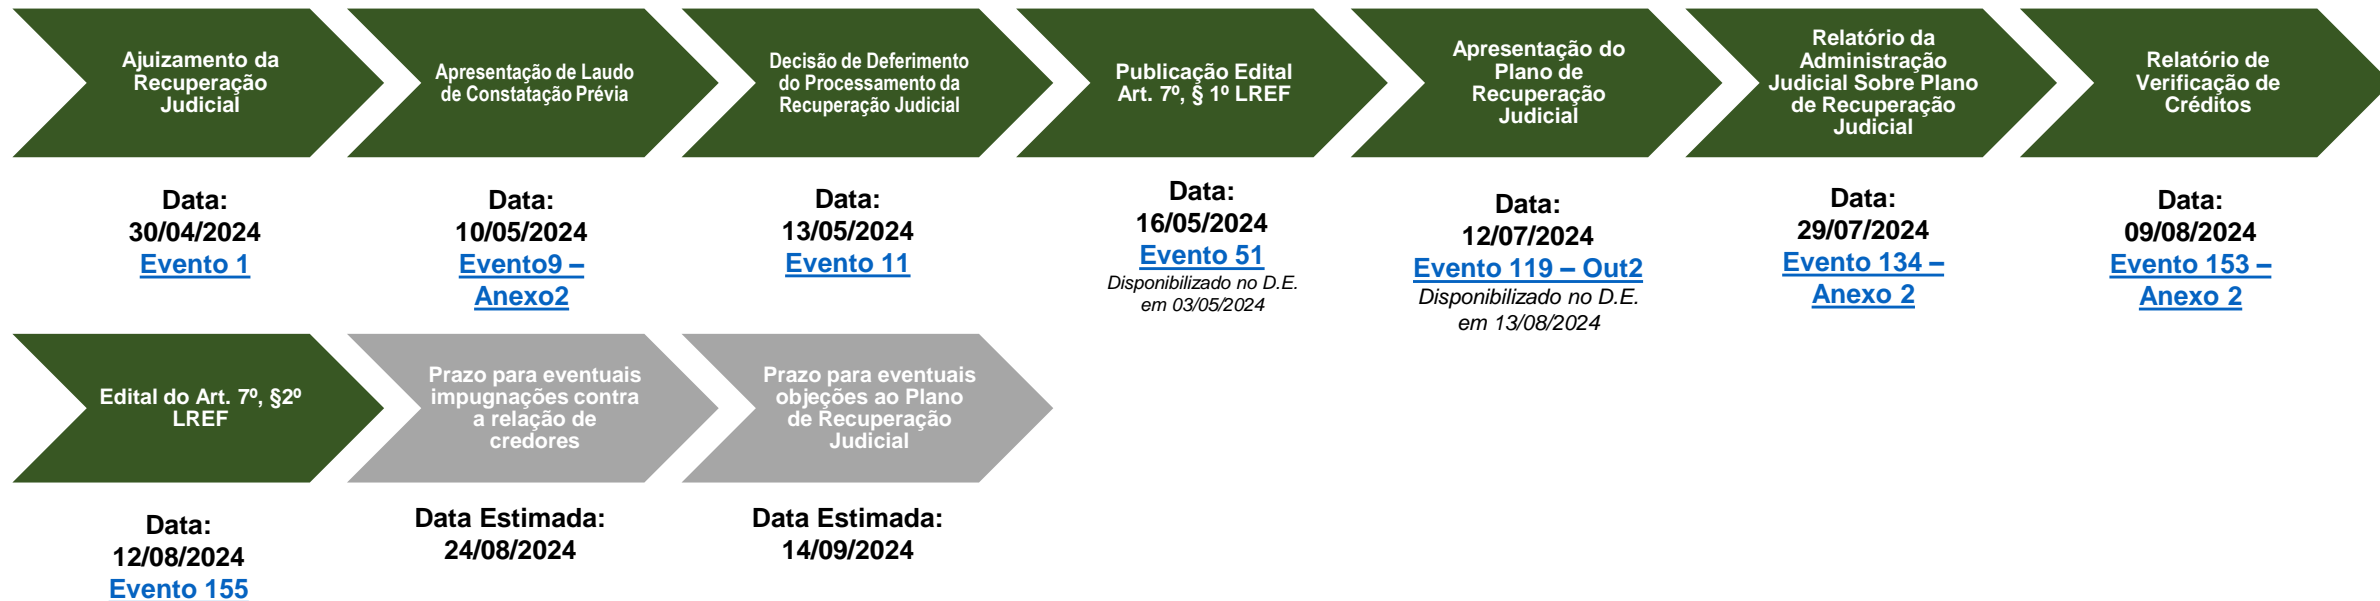 Ajuizamento da
Recuperação
Judicial
Apresentação de Laudo
de Constatação Prévia
Decisão de Deferimento
do Processamento da
Recuperação Judicial
Publicação Edital
Art. 7º, § 1º LREF
Apresentação do
Plano de
Recuperação
Judicial
Relatório da
Administração
Judicial Sobre Plano
de Recuperação
Judicial
Relatório de
Verificação de
Créditos
Data:
30/04/2024
Evento 1
Data:
10/05/2024
Evento9 –
Anexo2
Data:
13/05/2024
Evento 11
Data:
16/05/2024
Evento 51
Disponibilizado no D.E.
em 03/05/2024
Data:
12/07/2024
Evento 119 – Out2
Disponibilizado no D.E.
em 13/08/2024
Data:
29/07/2024
Evento 134 –
Anexo 2
Data:
09/08/2024
Evento 153 –
Anexo 2
Edital do Art. 7º, §2º
LREF
Prazo para eventuais
impugnações contra
a relação de
credores
Prazo para eventuais
objeções ao Plano
de Recuperação
Judicial
Data:
12/08/2024
Evento 155
Data Estimada:
24/08/2024
Data Estimada:
14/09/2024